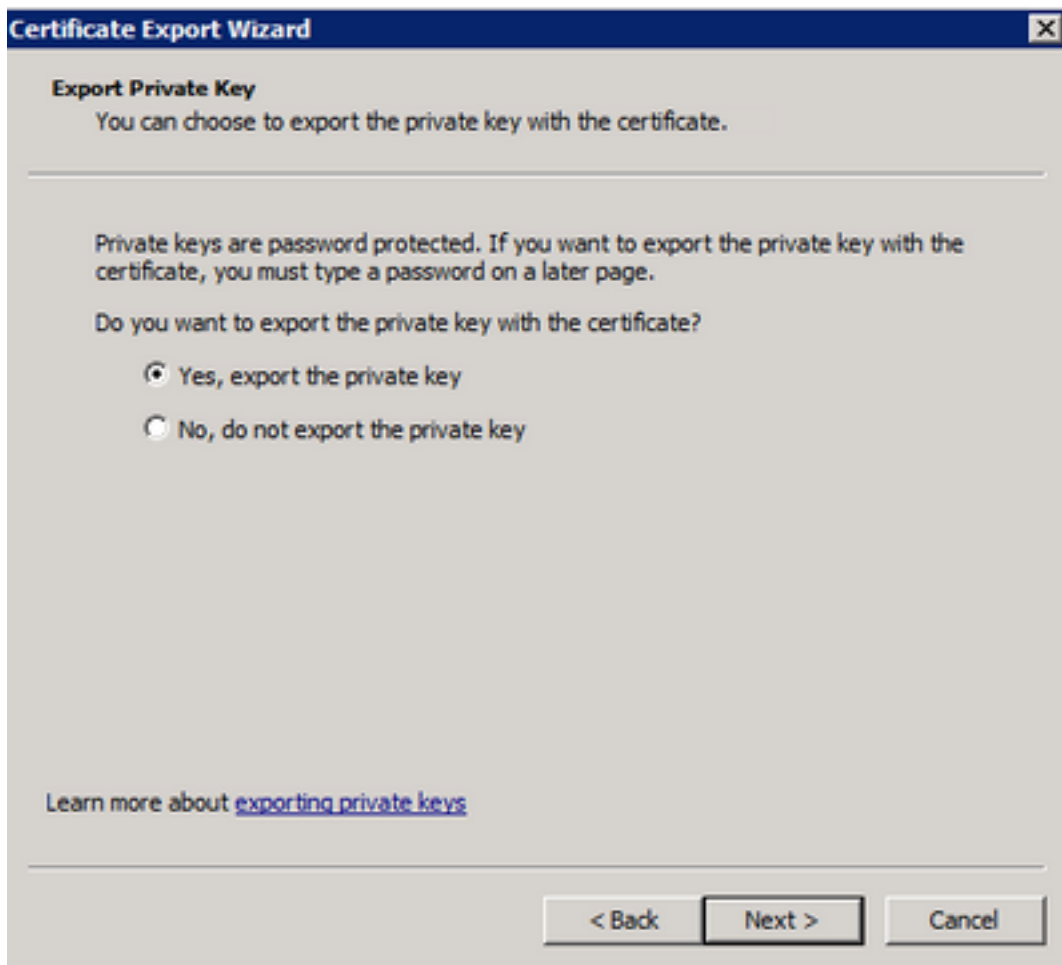 Certificate Export Wizard
Export Private Key
You can choose to export the private key with the certificate.
Private keys are password protected. If you want to export the private key with the
certificate, you must type a password on a later page.
Do you want to export the private key with the certificate?
Yes, export the private key
No, do not export the private key
Learn more about exporting private keys
< Back Next > Cancel